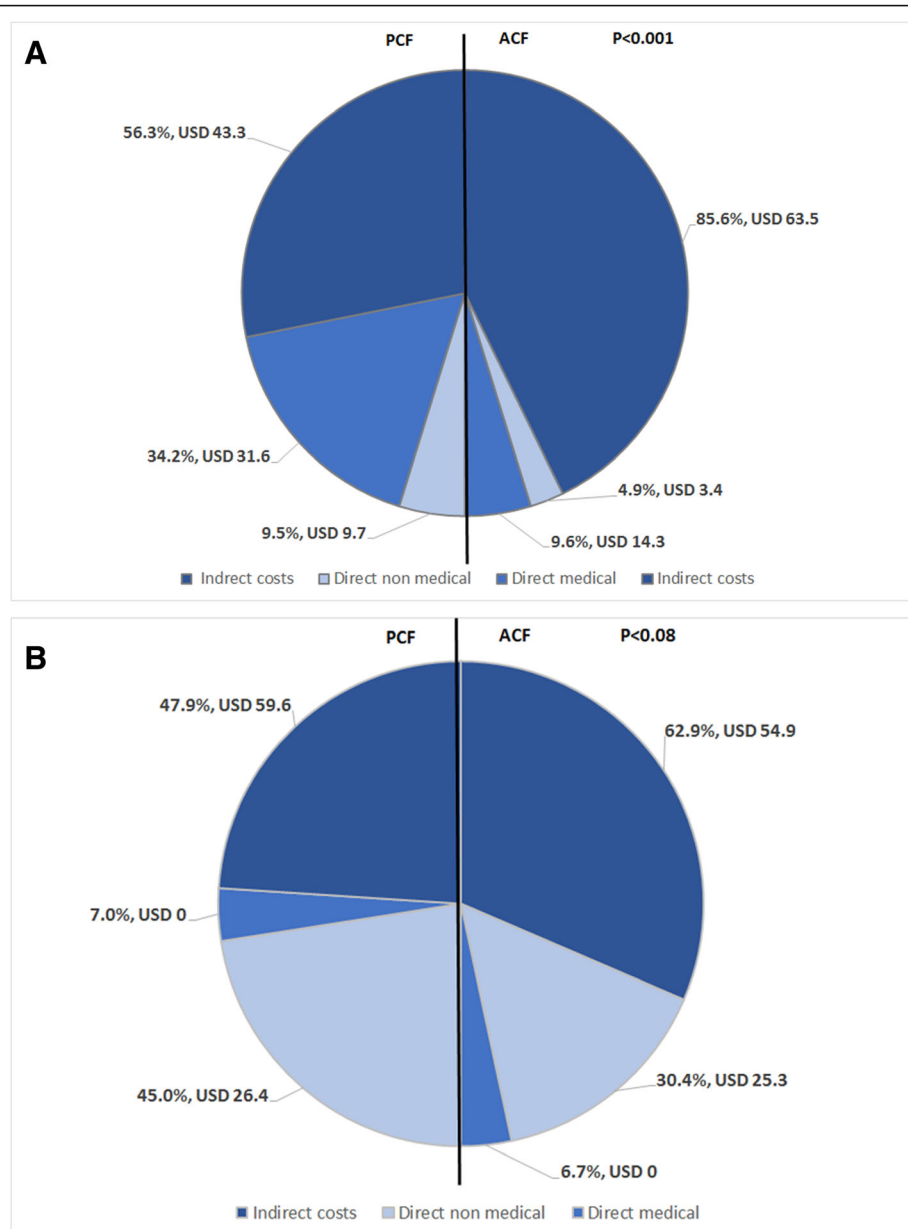 A
PCF ACF P<0.001
56.3%, USD 43.3
85.6%, USD 63.5
34.2%, USD 31.6
4.9%, USD 3.4
9.5%, USD 9.7
9.6%, USD 14.3
Indrect costs Direct non medical Direct medical Indirect costs
B
PCF ACF P<0.08
47.9%, USD 59.6
62.9%, USD 54.9
7.0%, USD 0
30.4%, USD 25.3
45.0%, USD 26.4
6.7%, USD 0
Indirect costs Direct non medical Direct medical